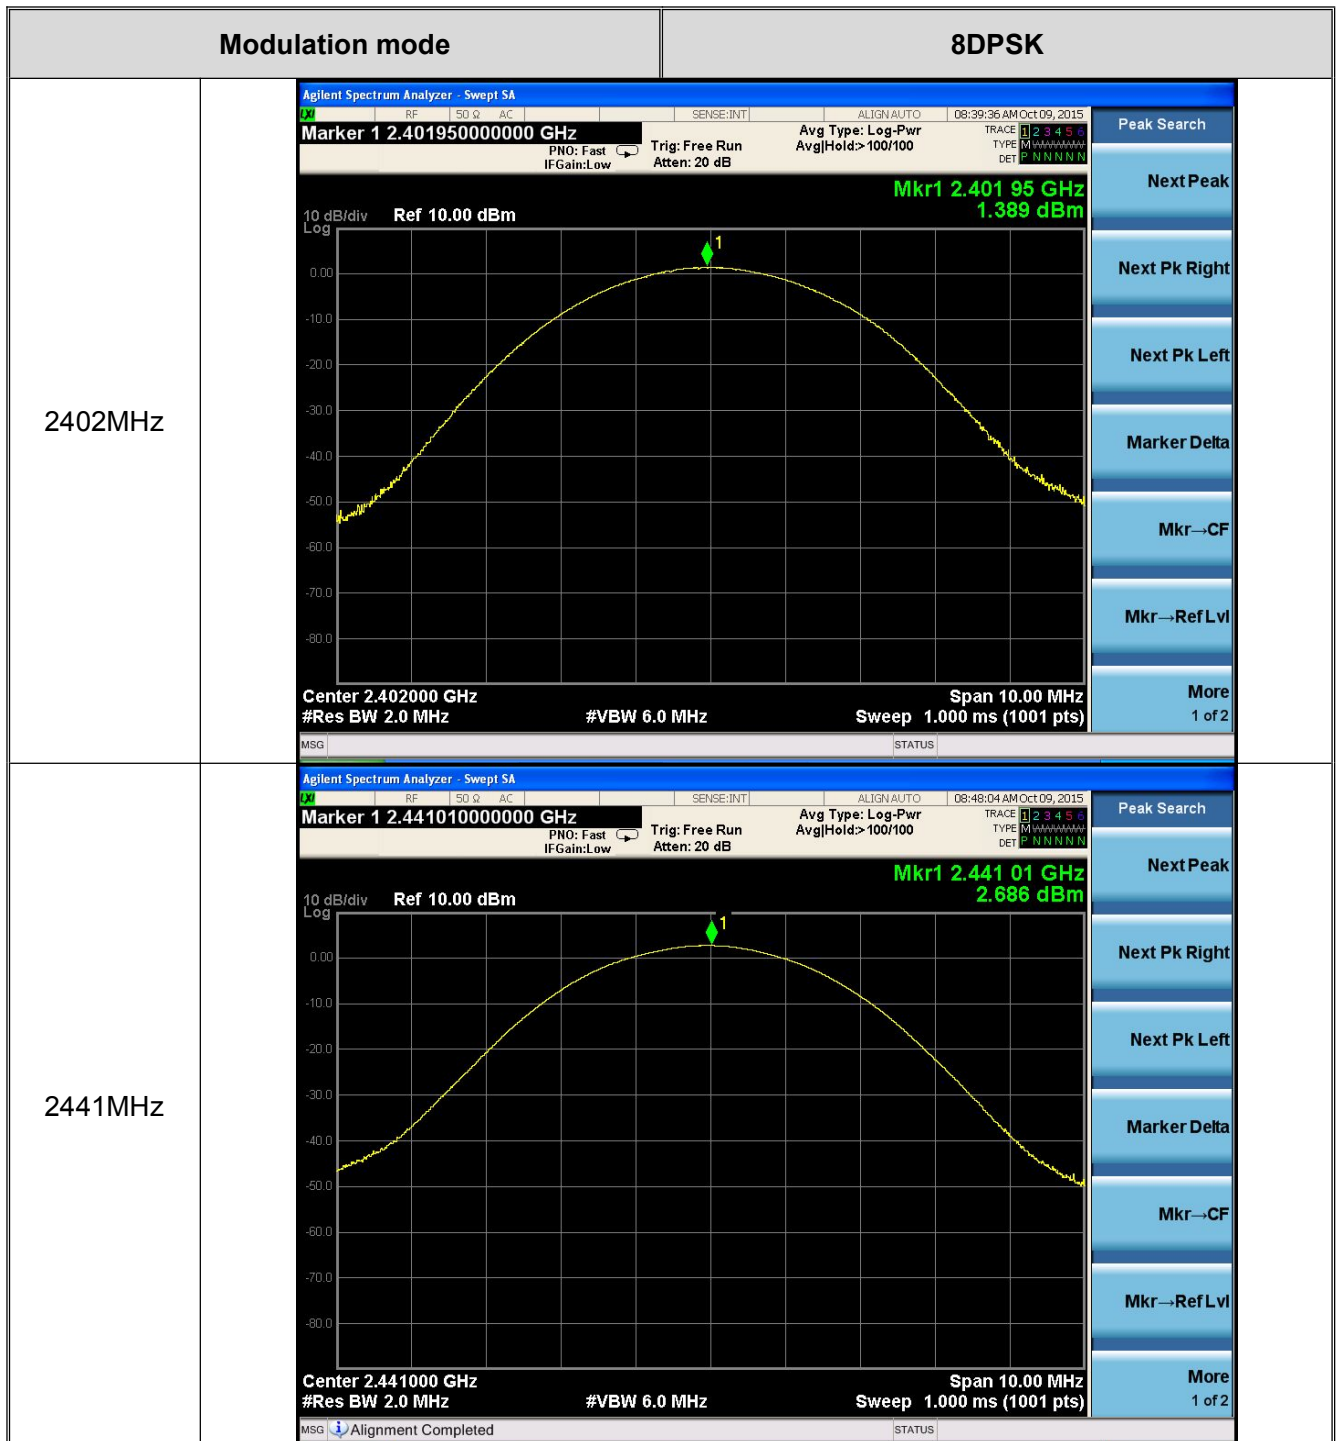 Modulation mode 8DPSK
2402MHz
Agilent Spectrum Analyzer - Swept SA
LXI RF 50 Ω AC SENSE:INT ALIGN AUTO 08:39:36 AM Oct 09, 2015
Marker 1 2.401950000000 GHz
PNO: Fast
IFGain:Low
Trig: Free Run
Atten: 20 dB
Avg Type: Log-Pwr
Avg|Hold:>100/100
TRACE 1 2 3 4 5 6
TYPE M WWWWW
DET P N N N N N
Mkr1 2.401 95 GHz
1.389 dBm
10 dB/div Ref 10.00 dBm
Log
1
0.00
-10.0
-20.0
-30.0
-40.0
-50.0
-60.0
-70.0
-80.0
Center 2.402000 GHz Span 10.00 MHz
#Res BW 2.0 MHz #VBW 6.0 MHz Sweep 1.000 ms (1001 pts)
MSG STATUS
Peak Search
Next Peak
Next Pk Right
Next Pk Left
Marker Delta
Mkr→CF
Mkr→Ref Lvl
More
1 of 2
2441MHz
Agilent Spectrum Analyzer - Swept SA
LXI RF 50 Ω AC SENSE:INT ALIGN AUTO 08:48:04 AM Oct 09, 2015
Marker 1 2.441010000000 GHz
PNO: Fast
IFGain:Low
Trig: Free Run
Atten: 20 dB
Avg Type: Log-Pwr
Avg|Hold:>100/100
TRACE 1 2 3 4 5 6
TYPE M WWWWW
DET P N N N N N
Mkr1 2.441 01 GHz
2.686 dBm
10 dB/div Ref 10.00 dBm
Log
1
0.00
-10.0
-20.0
-30.0
-40.0
-50.0
-60.0
-70.0
-80.0
Center 2.441000 GHz Span 10.00 MHz
#Res BW 2.0 MHz #VBW 6.0 MHz Sweep 1.000 ms (1001 pts)
MSG Alignment Completed STATUS
Peak Search
Next Peak
Next Pk Right
Next Pk Left
Marker Delta
Mkr→CF
Mkr→Ref Lvl
More
1 of 2